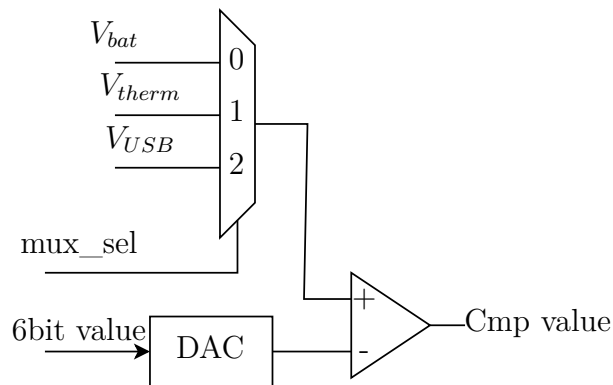 V_bat
0
V_therm
1
V_USB
2
mux_sel
6bit value
DAC
+
-
Cmp value